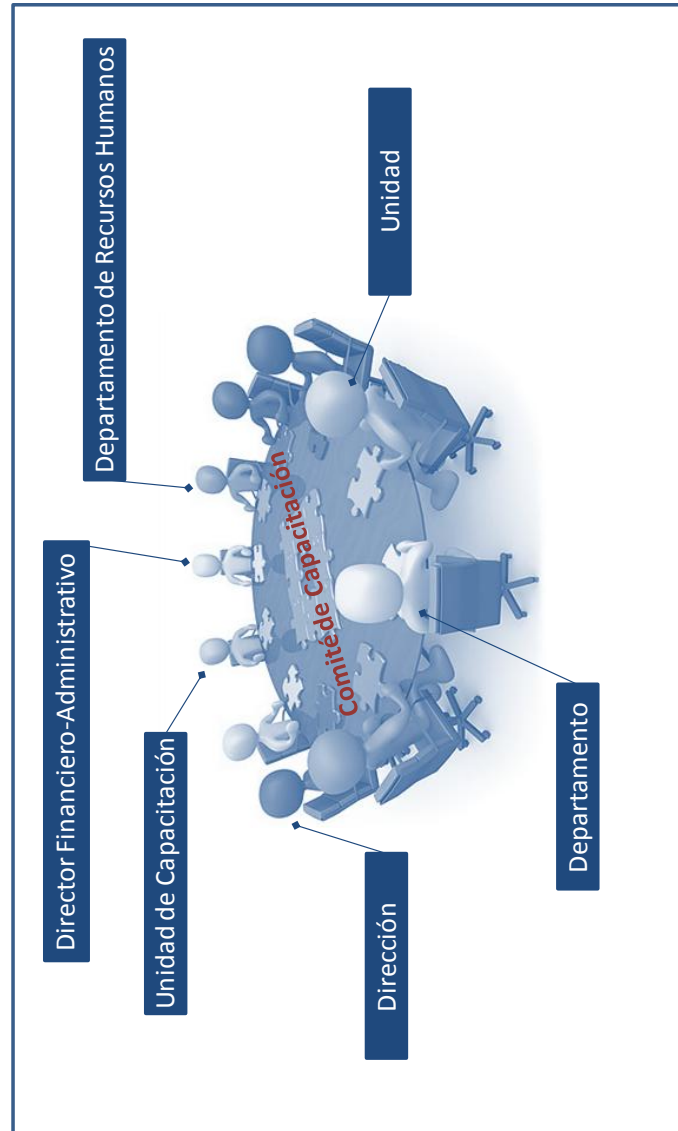 Director Financiero-Administrativo
Departamento de Recursos Humanos
Unidad de Capacitación
Comité de Capacitación
Dirección
Unidad
Departamento